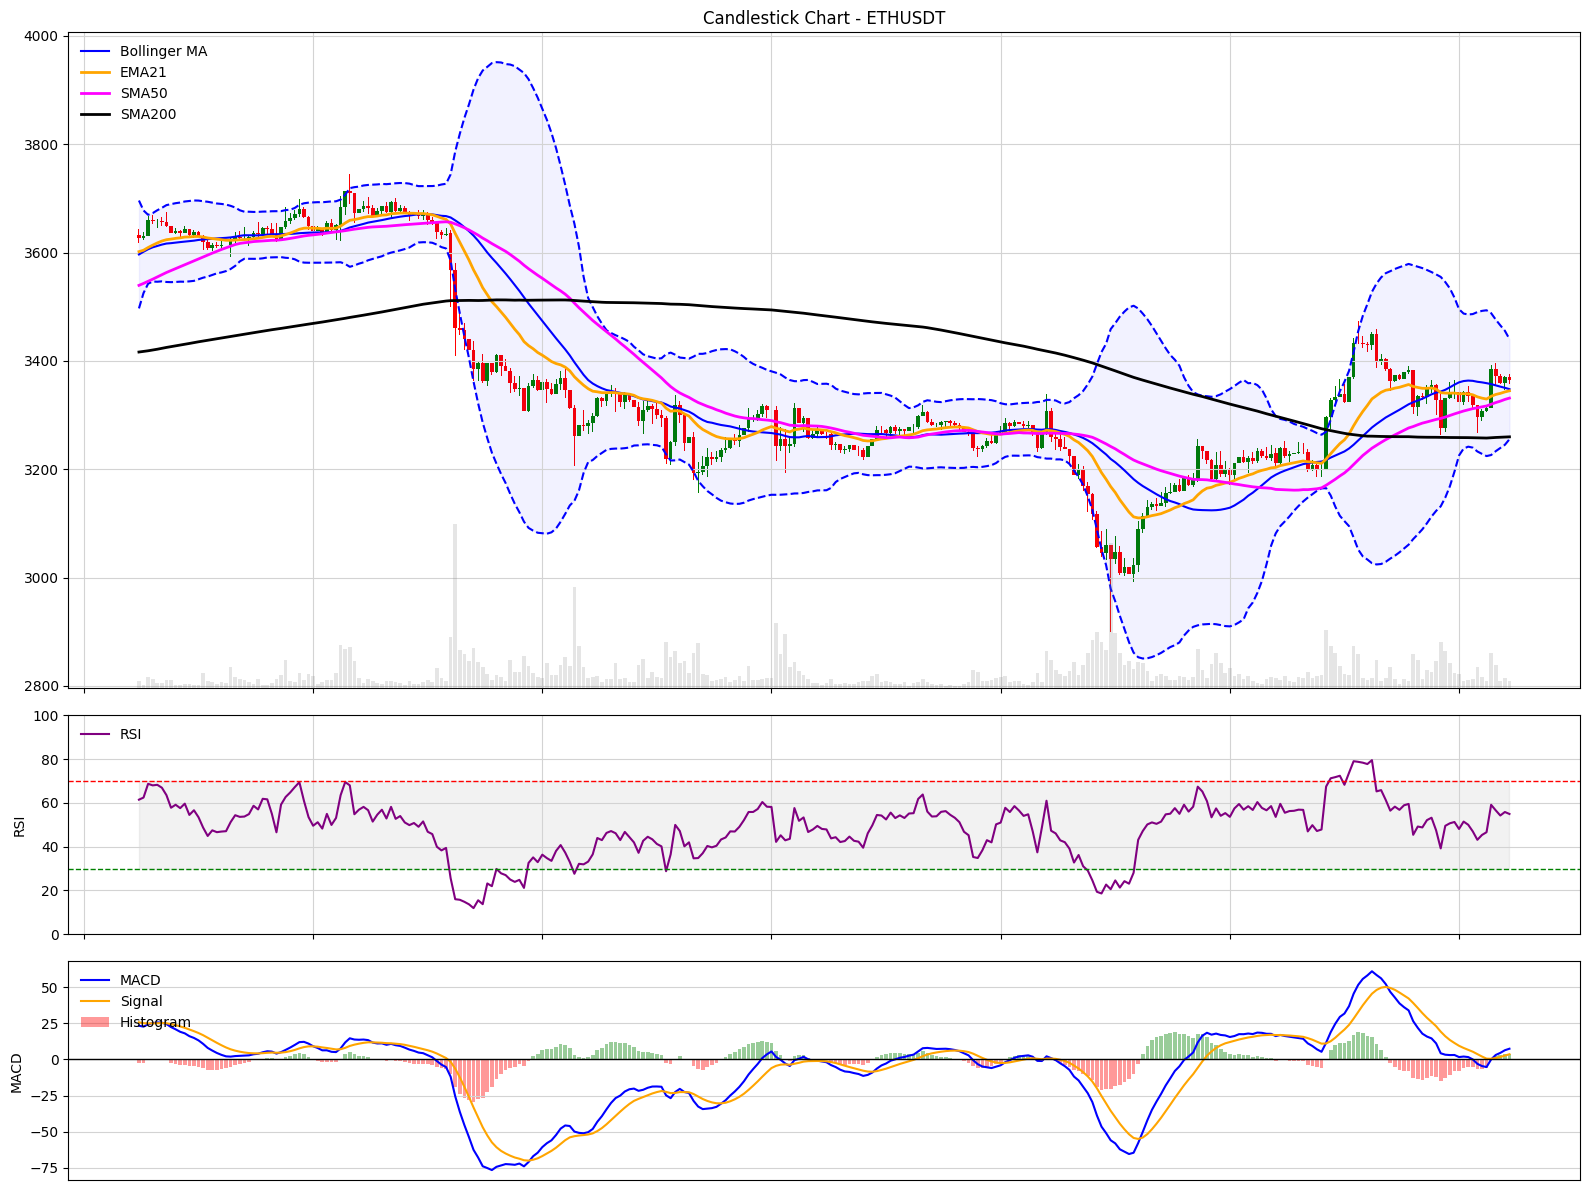 Candlestick Chart - ETHUSDT
4000
3800
3600
3400
3200
3000
2800
Bollinger MA
EMA21
SMA50
SMA200
100
80
60
40
20
0
RSI
RSI
50
25
0
−25
−50
−75
MACD
MACD
Signal
Histogram